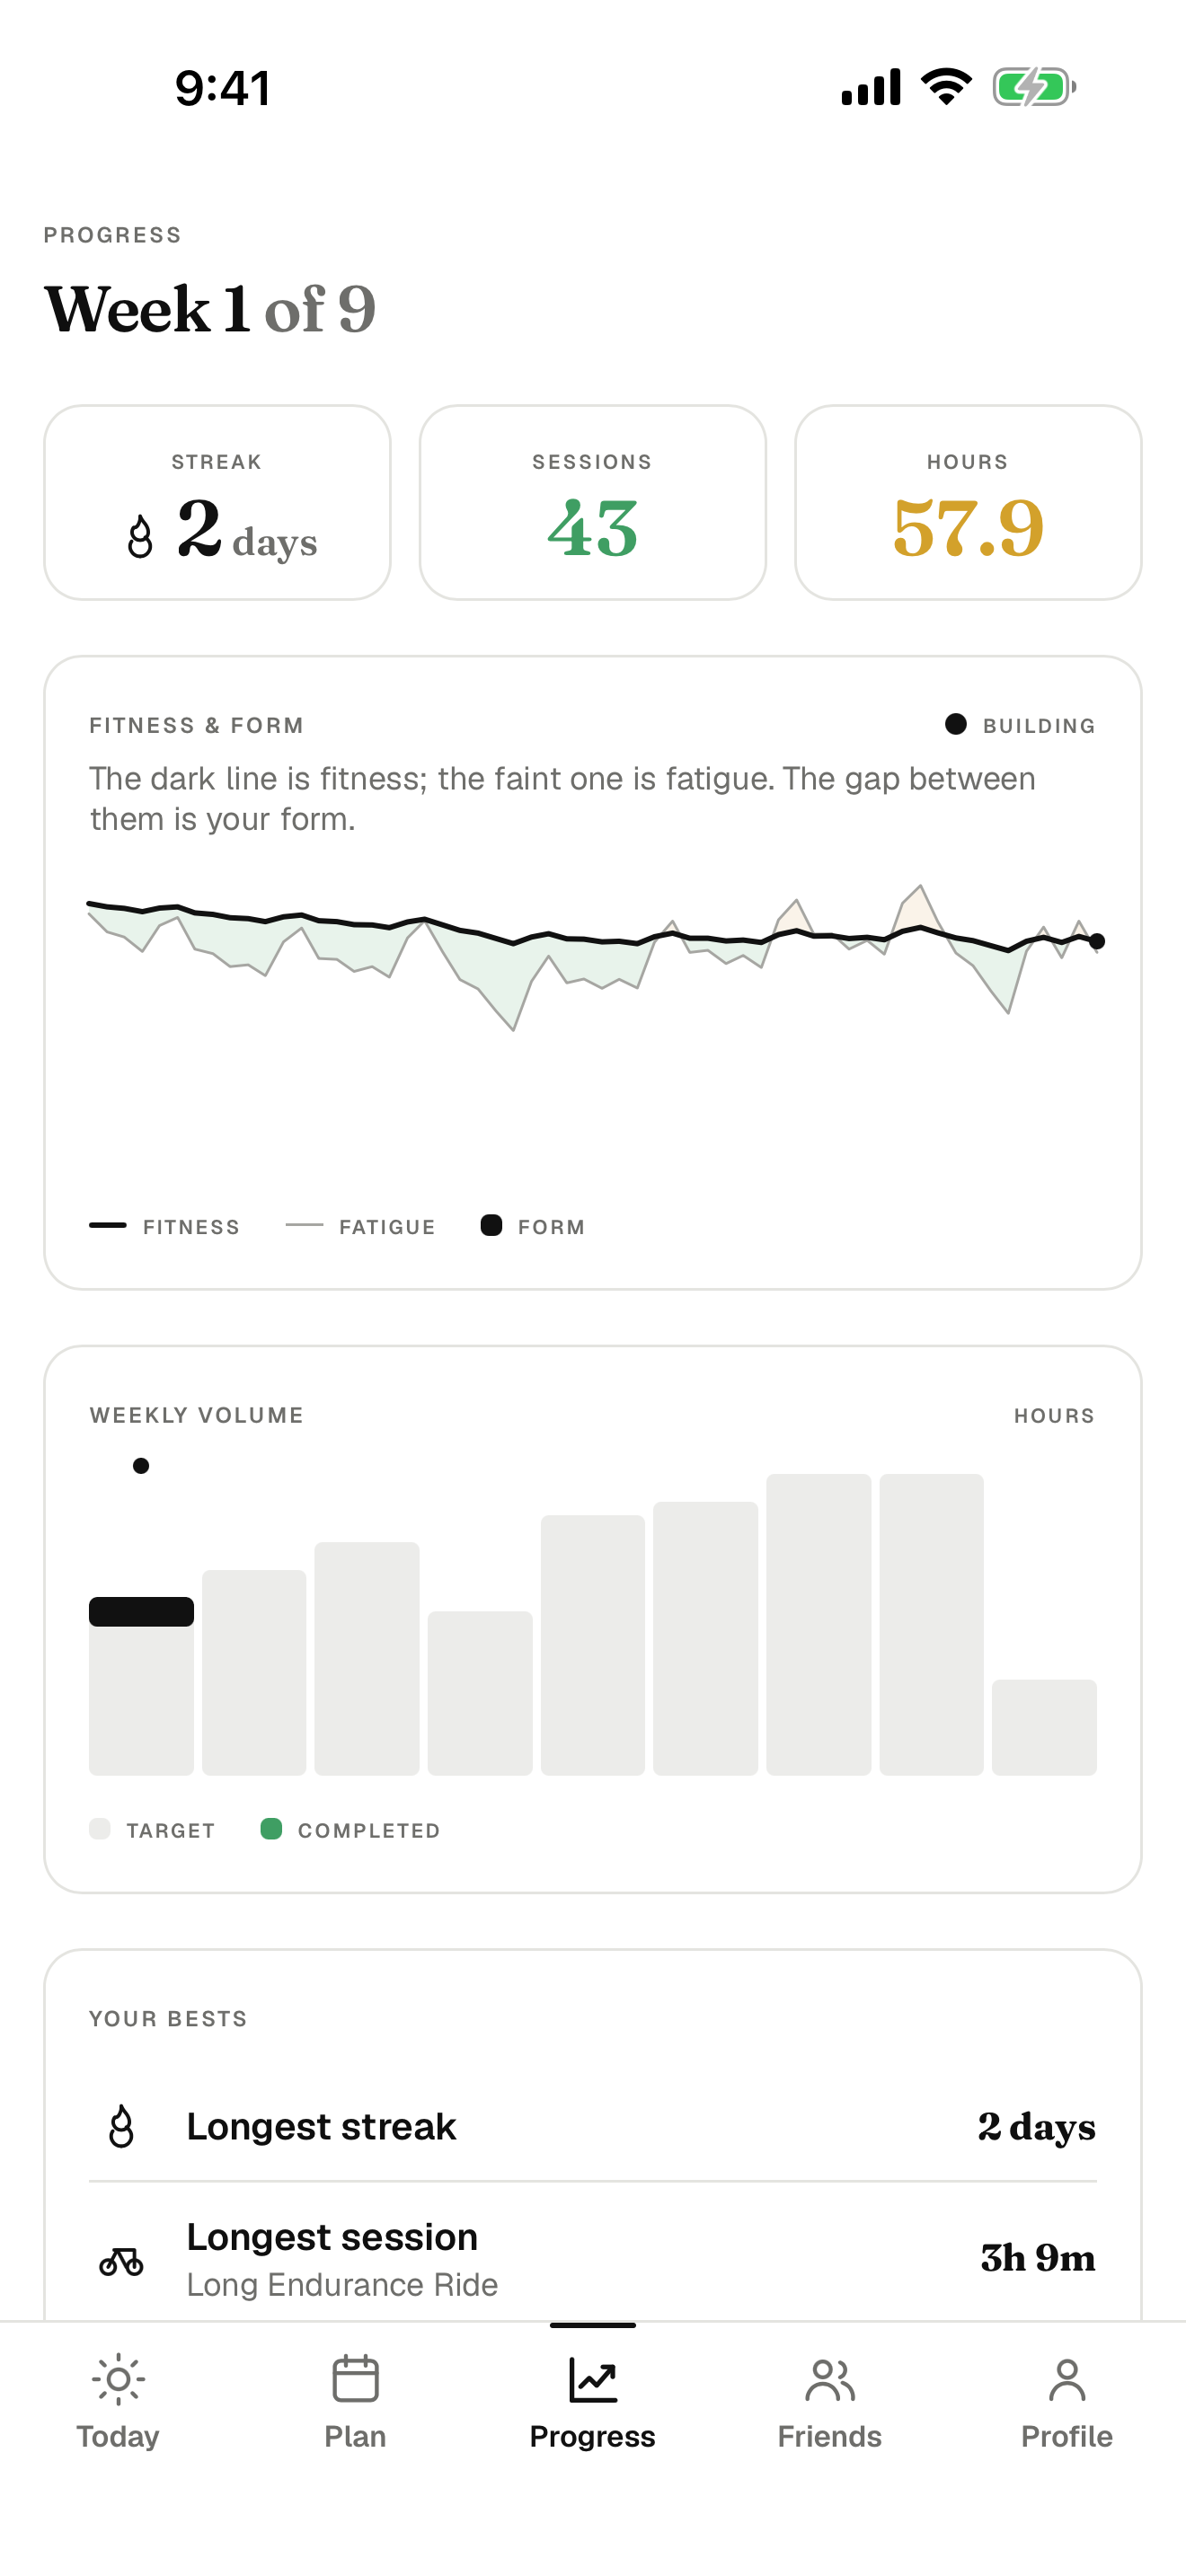 9:41
PROGRESS
Week 1 of 9
STREAK
2 days
SESSIONS
43
HOURS
57.9
FITNESS & FORM
BUILDING
The dark line is fitness; the faint one is fatigue. The gap between
them is your form.
FITNESS
FATIGUE
FORM
WEEKLY VOLUME
HOURS
TARGET
COMPLETED
YOUR BESTS
Longest streak
2 days
Longest session
Long Endurance Ride
3h 9m
Today
Plan
Progress
Friends
Profile